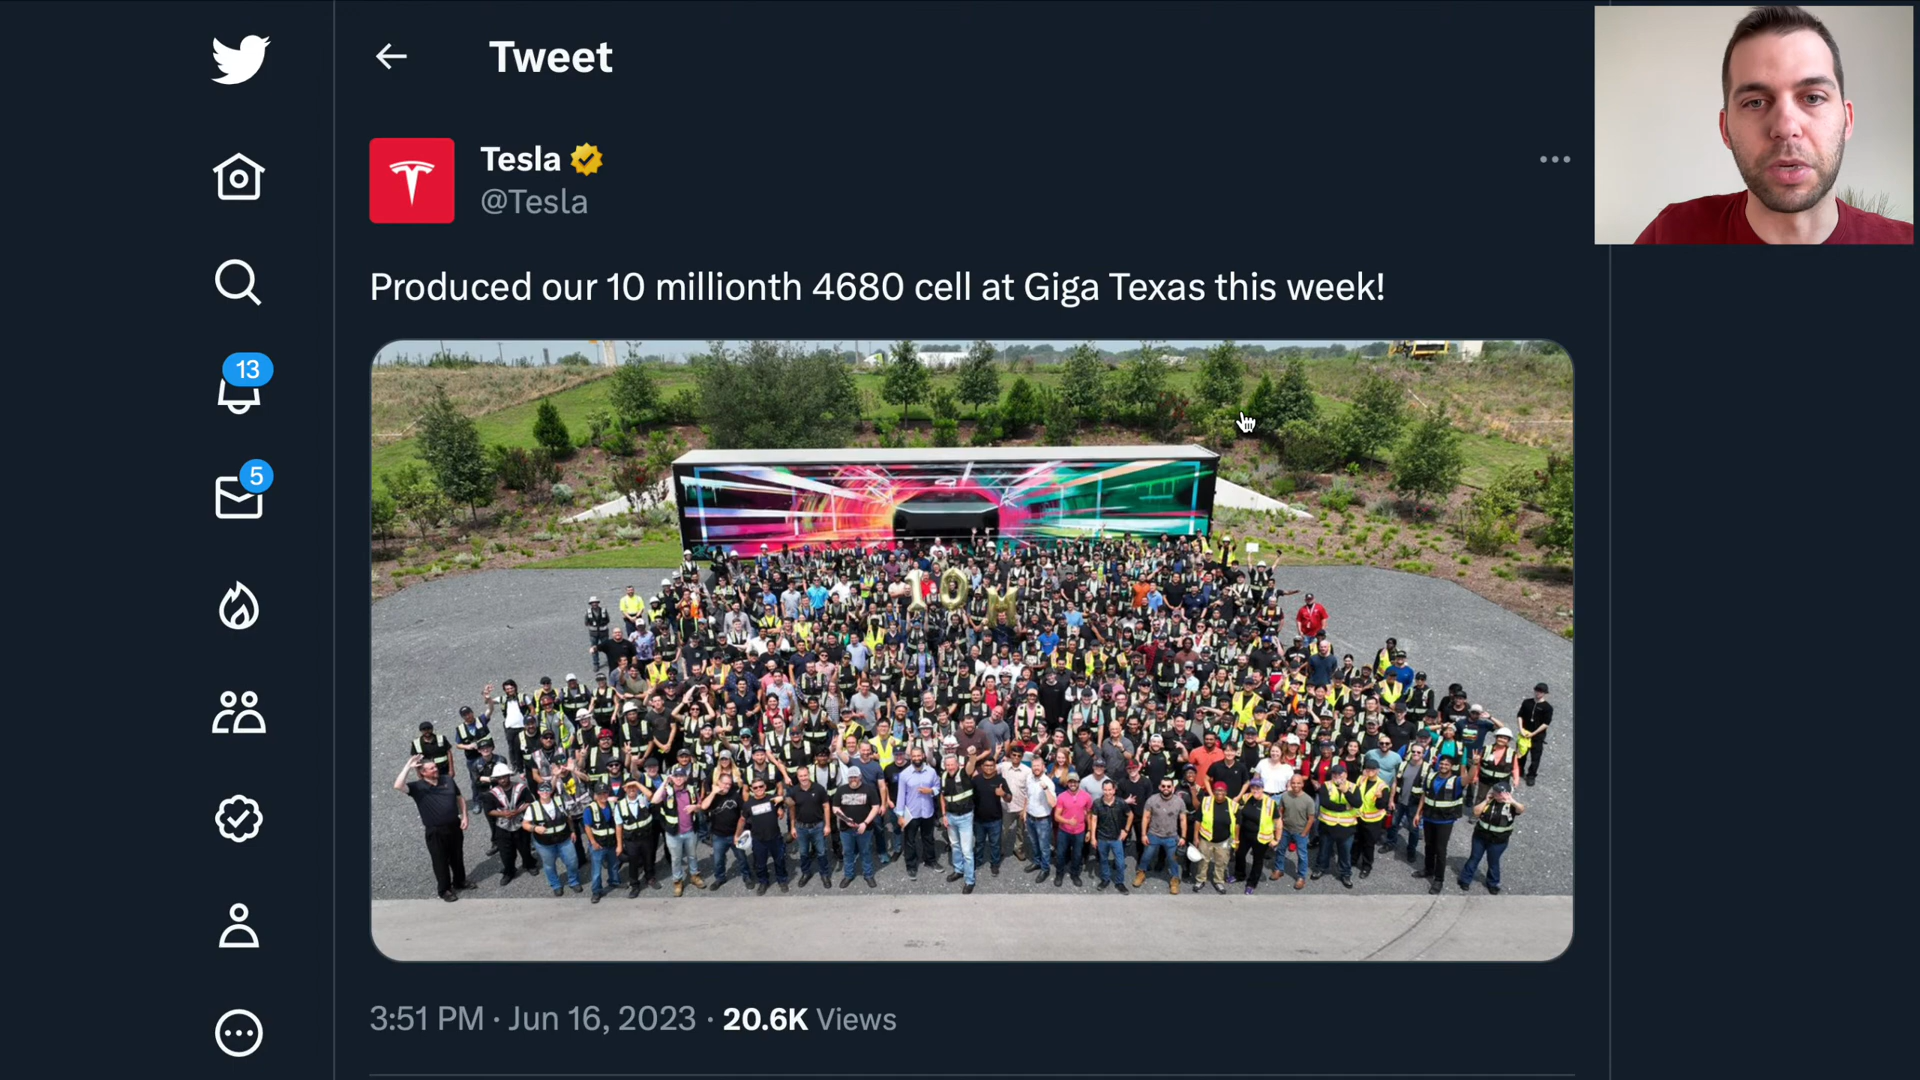 Tweet
Tesla
@Tesla
Produced our 10 millionth 4680 cell at Giga Texas this week!
13
5
10 M
3:51 PM · Jun 16, 2023 · 20.6K Views